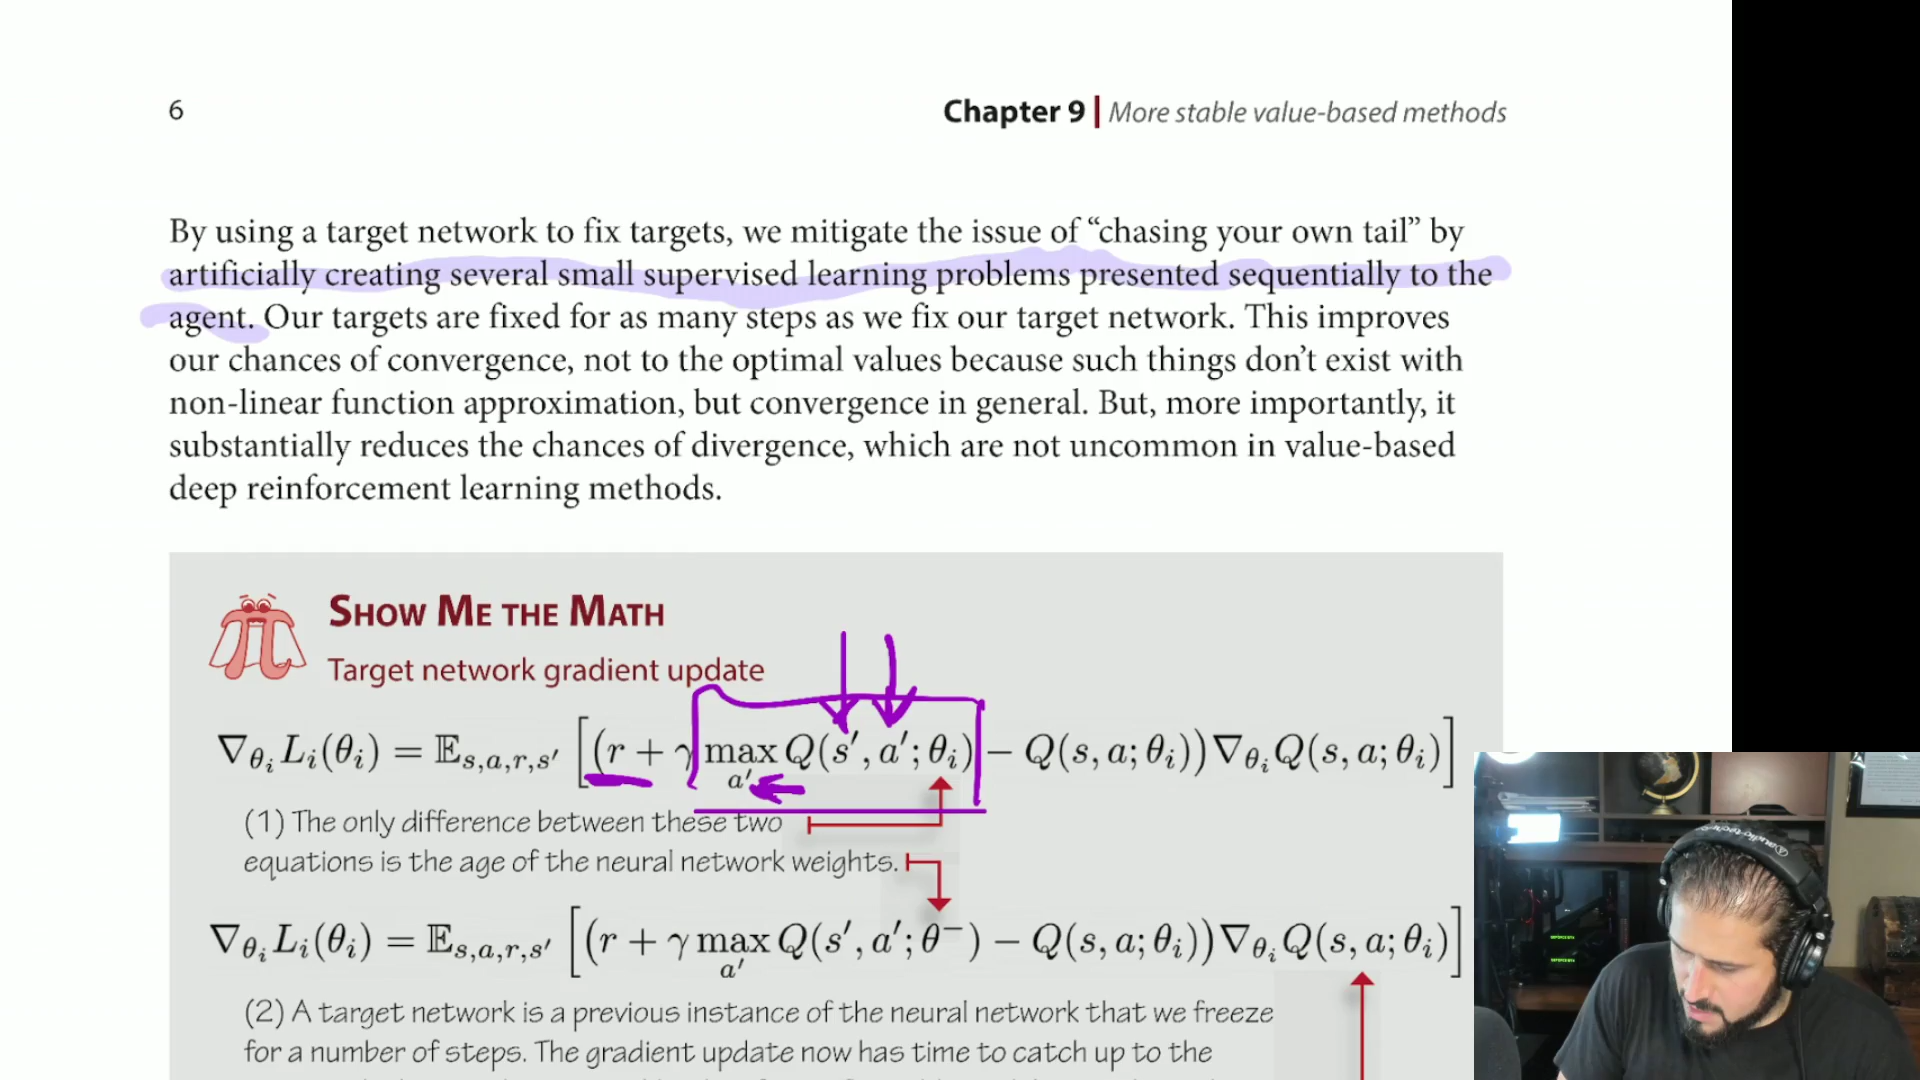 6
Chapter 9 | More stable value-based methods
By using a target network to fix targets, we mitigate the issue of “chasing your own tail” by
artificially creating several small supervised learning problems presented sequentially to the
agent. Our targets are fixed for as many steps as we fix our target network. This improves
our chances of convergence, not to the optimal values because such things don’t exist with
non-linear function approximation, but convergence in general. But, more importantly, it
substantially reduces the chances of divergence, which are not uncommon in value-based
deep reinforcement learning methods.
SHOW ME THE MATH
Target network gradient update
∇θᵢLᵢ(θᵢ) = 𝔼s,a,r,s′ [(r + γ max a′ Q(s′, a′; θᵢ) − Q(s, a; θᵢ))∇θᵢQ(s, a; θᵢ)]
(1) The only difference between these two
equations is the age of the neural network weights.
∇θᵢLᵢ(θᵢ) = 𝔼s,a,r,s′ [(r + γ max a′ Q(s′, a′; θ⁻) − Q(s, a; θᵢ))∇θᵢQ(s, a; θᵢ)]
(2) A target network is a previous instance of the neural network that we freeze
for a number of steps. The gradient update now has time to catch up to the
audio-technica